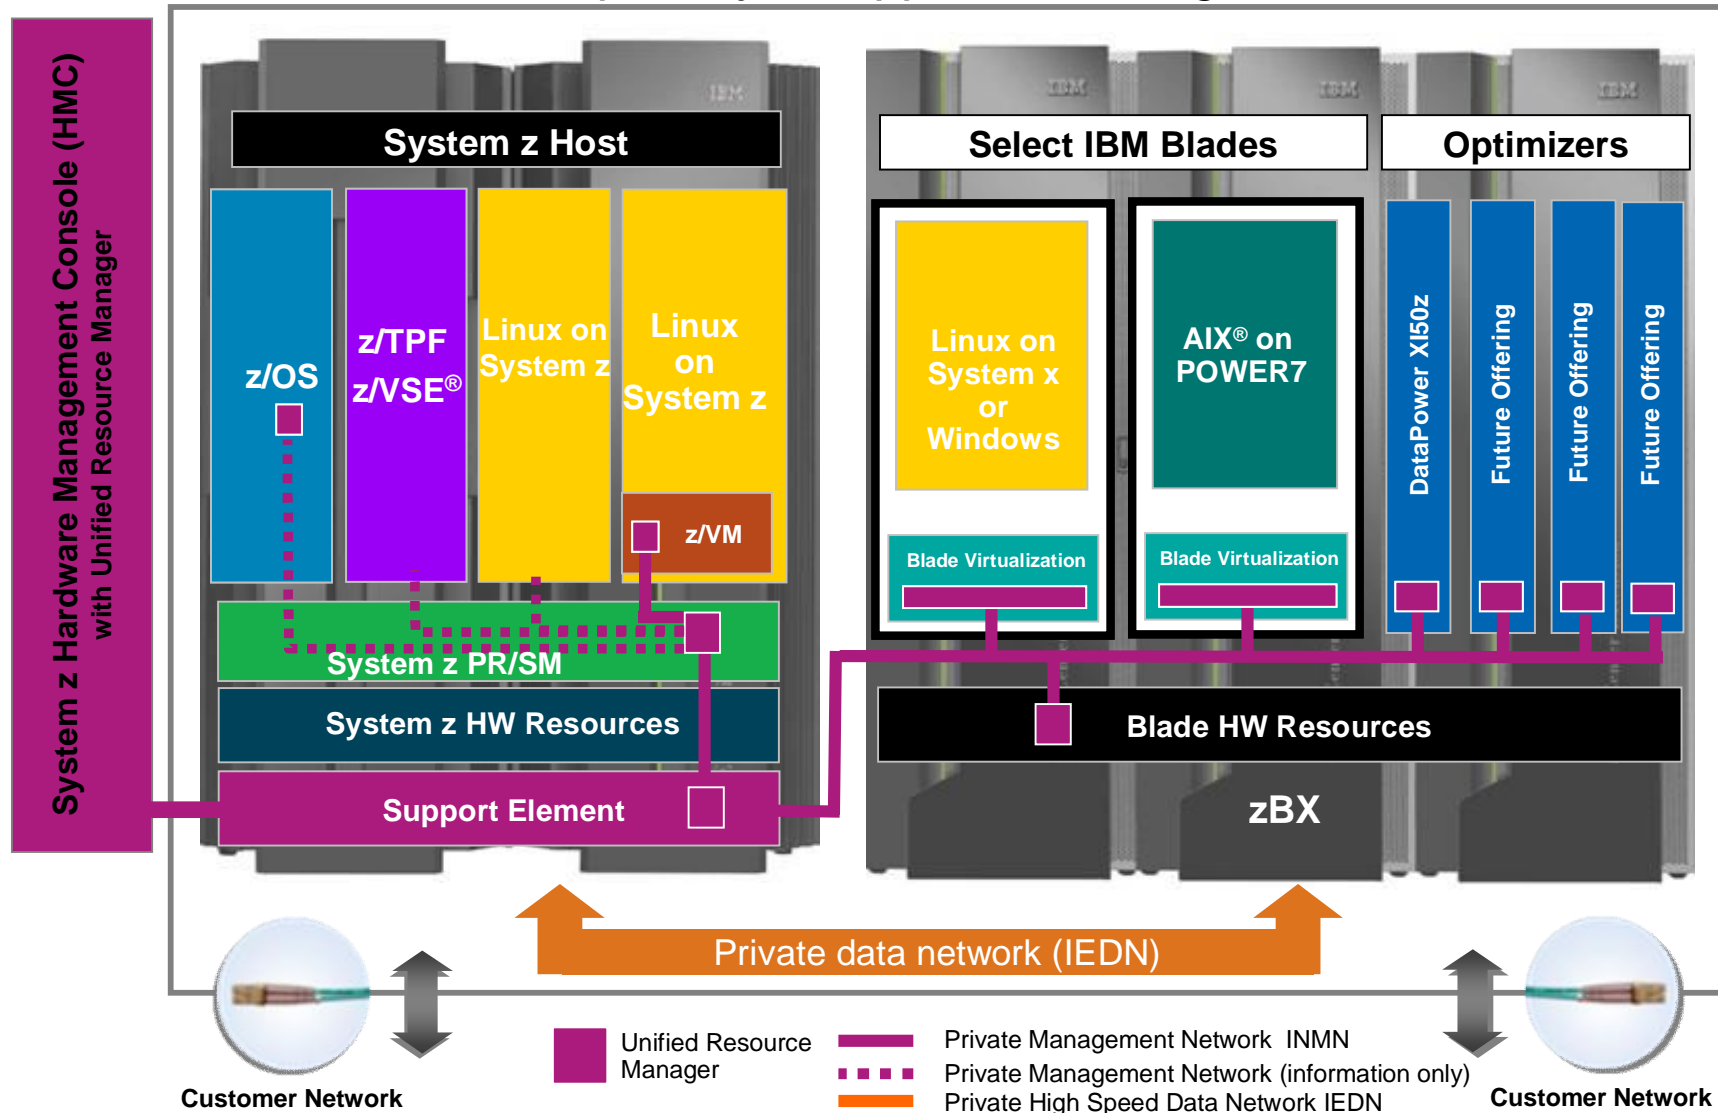 System z Hardware Management Console (HMC)
with Unified Resource Manager
IBM
System z Host
z/OS
z/TPF
z/VSE®
Linux on
System z
Linux
on
System z
z/VM
System z PR/SM
System z HW Resources
Support Element
IBM
IBM
IBM
Select IBM Blades
Optimizers
Linux on
System x
or
Windows
Blade Virtualization
AIX® on
POWER7
Blade Virtualization
DataPower XI50z
Future Offering
Future Offering
Future Offering
Blade HW Resources
zBX
Private data network (IEDN)
Customer Network
Unified Resource
Manager
Private Management Network INMN
Private Management Network (information only)
Private High Speed Data Network IEDN
Customer Network